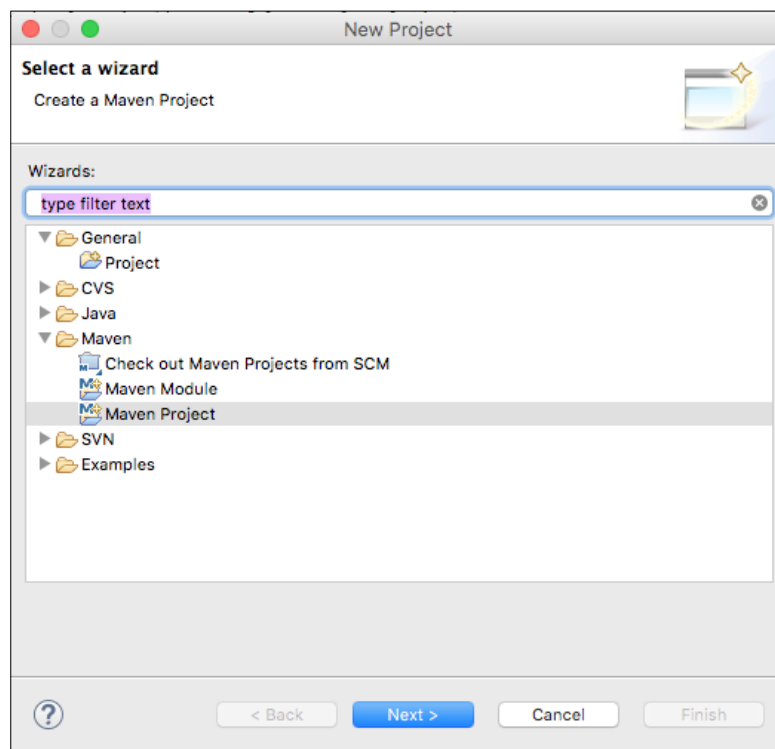 New Project
Select a wizard
Create a Maven Project
Wizards:
type filter text
General
Project
CVS
Java
Maven
Check out Maven Projects from SCM
Maven Module
Maven Project
SVN
Examples
? < Back Next > Cancel Finish